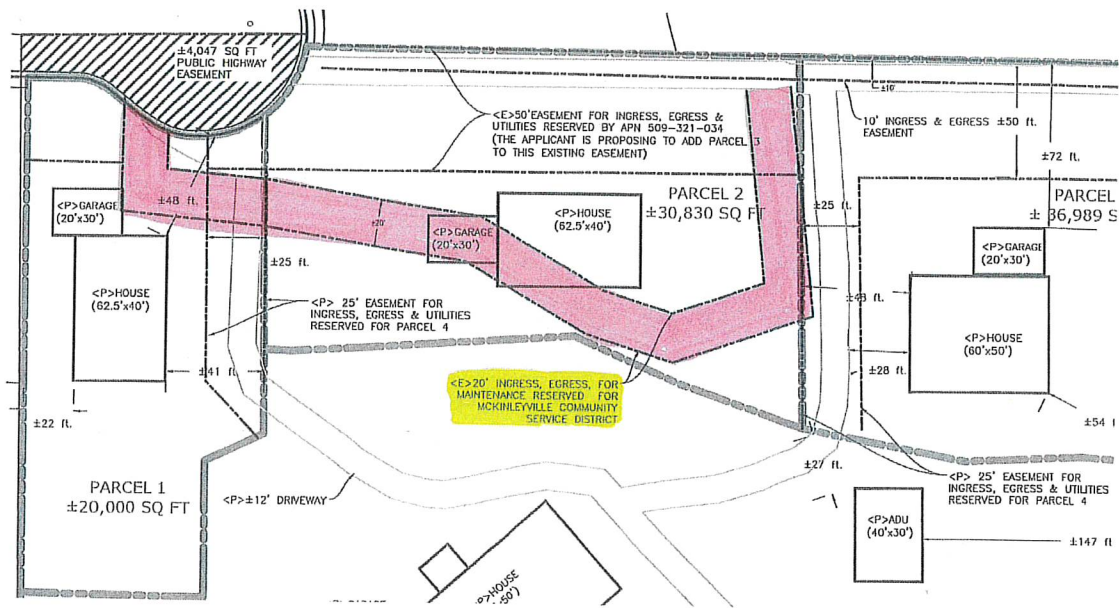 ±4,047 SQ FT
PUBLIC HIGHWAY
EASEMENT
<E>50'EASEMENT FOR INGRESS, EGRESS &
UTILITIES RESERVED BY APN 509-321-034
(THE APPLICANT IS PROPOSING TO ADD PARCEL 3
TO THIS EXISTING EASEMENT)
±10'
10' INGRESS & EGRESS ±50 ft.
EASEMENT
±72 ft.
<P>GARAGE
(20'x30')
±48 ft.
±20'
<P>GARAGE
(20'x30')
<P>HOUSE
(62.5'x40')
PARCEL 2
±30,830 SQ FT
±25 ft.
PARCEL
± 36,989 S
<P>GARAGE
(20'x30')
<P>HOUSE
(62.5'x40')
±25 ft.
<P> 25' EASEMENT FOR
INGRESS, EGRESS & UTILITIES
RESERVED FOR PARCEL 4
±48 ft.
<P>HOUSE
(60'x50')
±41 ft.
±28 ft.
±22 ft.
<E>20' INGRESS, EGRESS, FOR
MAINTENANCE RESERVED FOR
MCKINLEYVILLE COMMUNITY
SERVICE DISTRICT
±54
±27 ft.
<P> 25' EASEMENT FOR
INGRESS, EGRESS & UTILITIES
RESERVED FOR PARCEL 4
PARCEL 1
±20,000 SQ FT
<P>±12' DRIVEWAY
<P>ADU
(40'x30')
±147 ft
<P>HOUSE
50')